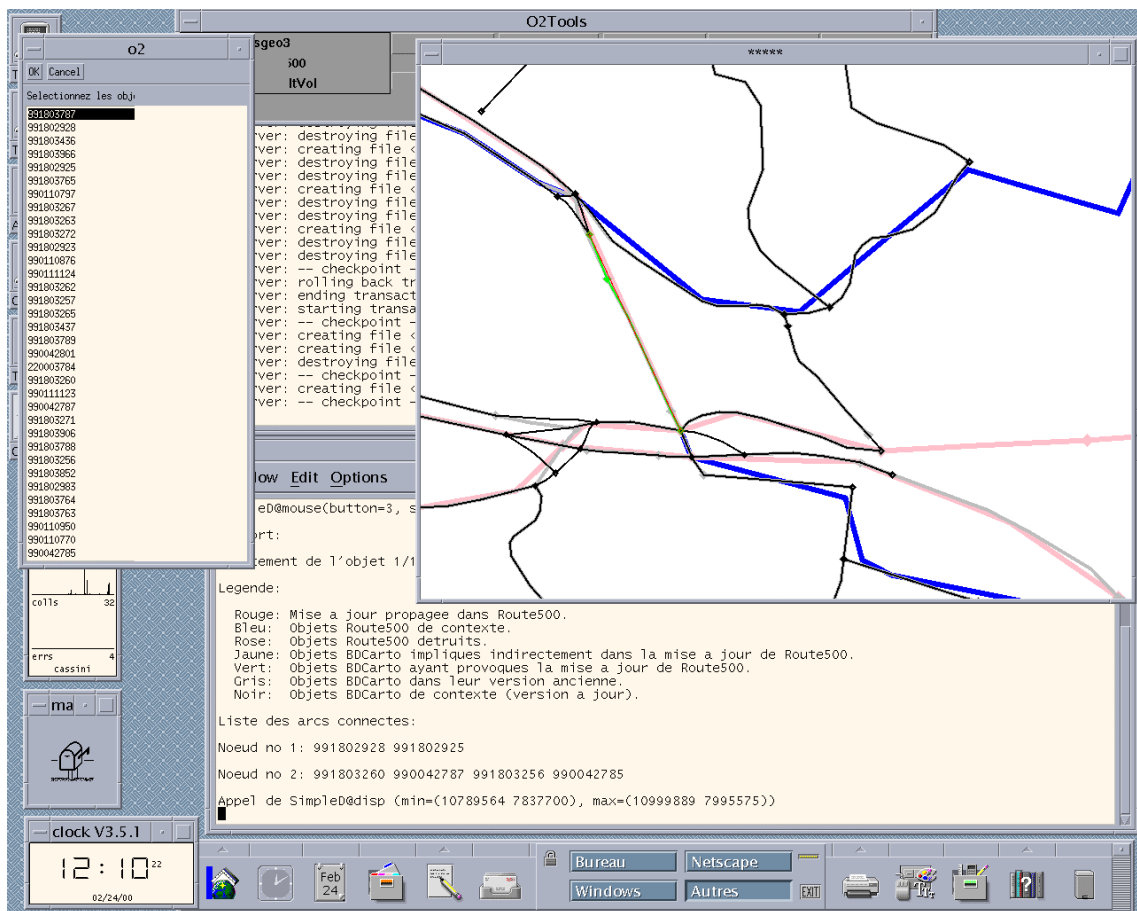 O2Tools
o2
OK Cancel
Selectionnez les obj
991803787
991802928
991803436
991803966
991802925
991803765
990110797
991803267
991803263
991803272
991802923
990110876
990111124
991803262
991803257
991803265
991803437
991803789
990042801
220003784
991803260
990111123
990042787
991803271
991803906
991803788
991803256
991803852
991802983
991803764
991803763
990110950
990110770
990042785
sgeo3
500
ltVol
*****
rver: destroying file
rver: creating file <
rver: destroying file
rver: destroying file
rver: creating file <
rver: destroying file
rver: destroying file
rver: creating file <
rver: destroying file
rver: destroying file
rver: -- checkpoint -
rver: rolling back tr
rver: ending transact
rver: starting transa
rver: -- checkpoint -
rver: creating file <
rver: creating file <
rver: destroying file
rver: -- checkpoint -
rver: creating file <
rver: -- checkpoint -
ow Edit Options
eD@mouse(button=3, s
ort:
tement de l'objet 1/1
Legende:
Rouge: Mise a jour propagee dans Route500.
Bleu: Objets Route500 de contexte.
Rose: Objets Route500 detruits.
Jaune: Objets BDCarto impliques indirectement dans la mise a jour de Route500.
Vert: Objets BDCarto ayant provoques la mise a jour de Route500.
Gris: Objets BDCarto dans leur version ancienne.
Noir: Objets BDCarto de contexte (version a jour).
Liste des arcs connectes:
Noeud no 1: 991802928 991802925
Noeud no 2: 991803260 990042787 991803256 990042785
Appel de SimpleD@disp (min=(10789564 7837700), max=(10999889 7995575))
colls 32
errs 4
cassini
ma
clock V3.5.1
12:10 22
02/24/00
Feb
24
Bureau
Netscape
Windows
Autres
EXIT